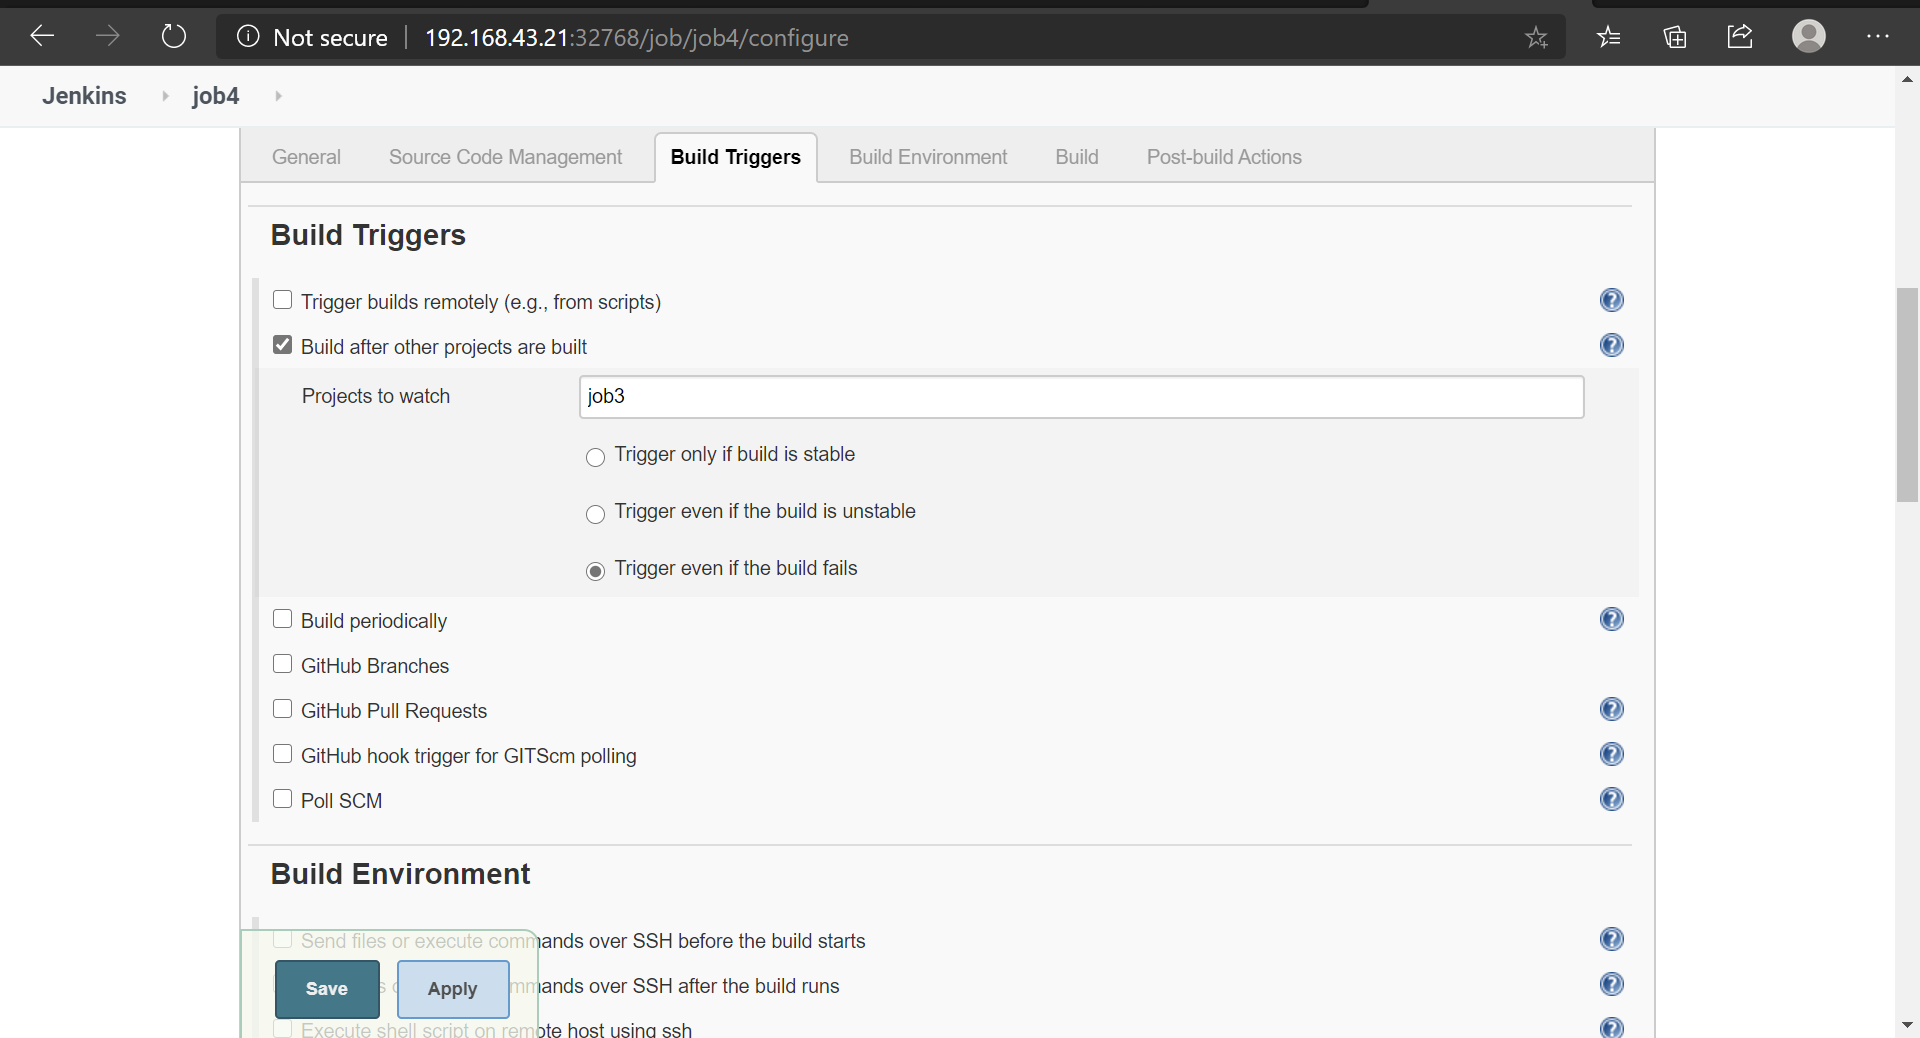 Not secure 192.168.43.21:32768/job/job4/configure
Jenkins job4
General Source Code Management Build Triggers Build Environment Build Post-build Actions
Build Triggers
Trigger builds remotely (e.g., from scripts)
Build after other projects are built
Projects to watch job3
Trigger only if build is stable
Trigger even if the build is unstable
Trigger even if the build fails
Build periodically
GitHub Branches
GitHub Pull Requests
GitHub hook trigger for GITScm polling
Poll SCM
Build Environment
Send files or execute commands over SSH before the build starts
mmands over SSH after the build runs
Save Apply
Execute shell script on remote host using ssh